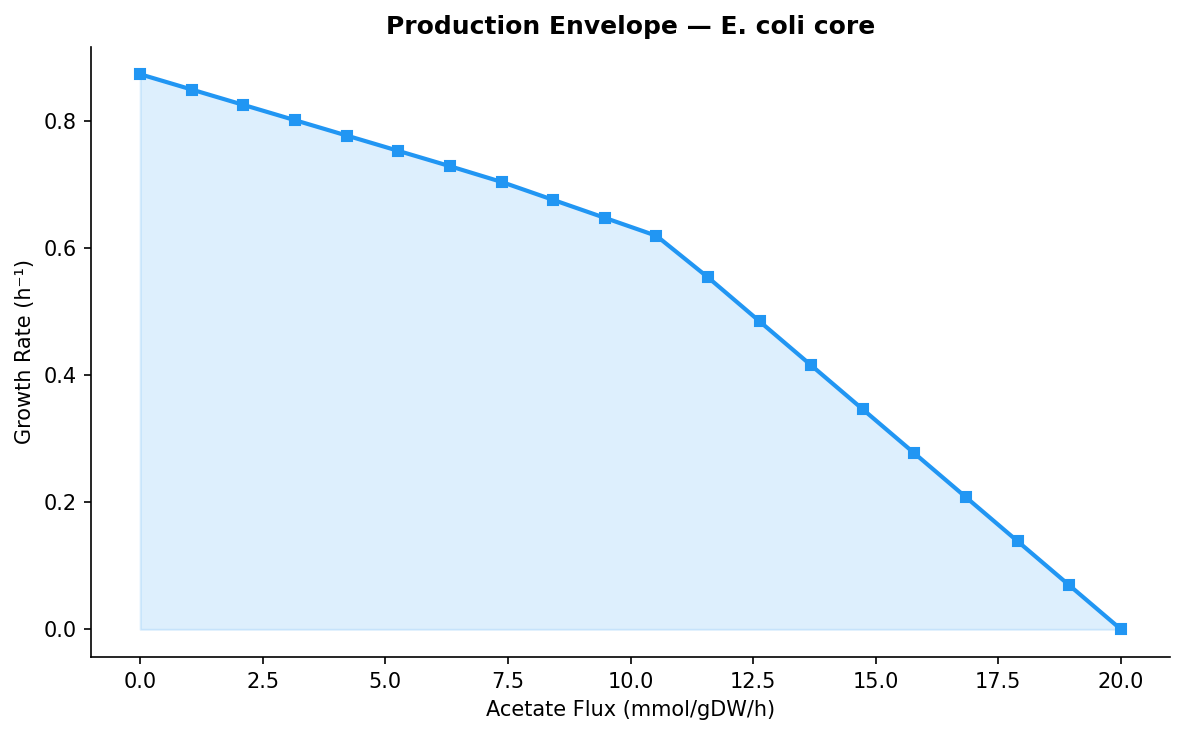 Production Envelope — E. coli core
Growth Rate (h⁻¹)
0.8
0.6
0.4
0.2
0.0
0.0 2.5 5.0 7.5 10.0 12.5 15.0 17.5 20.0
Acetate Flux (mmol/gDW/h)